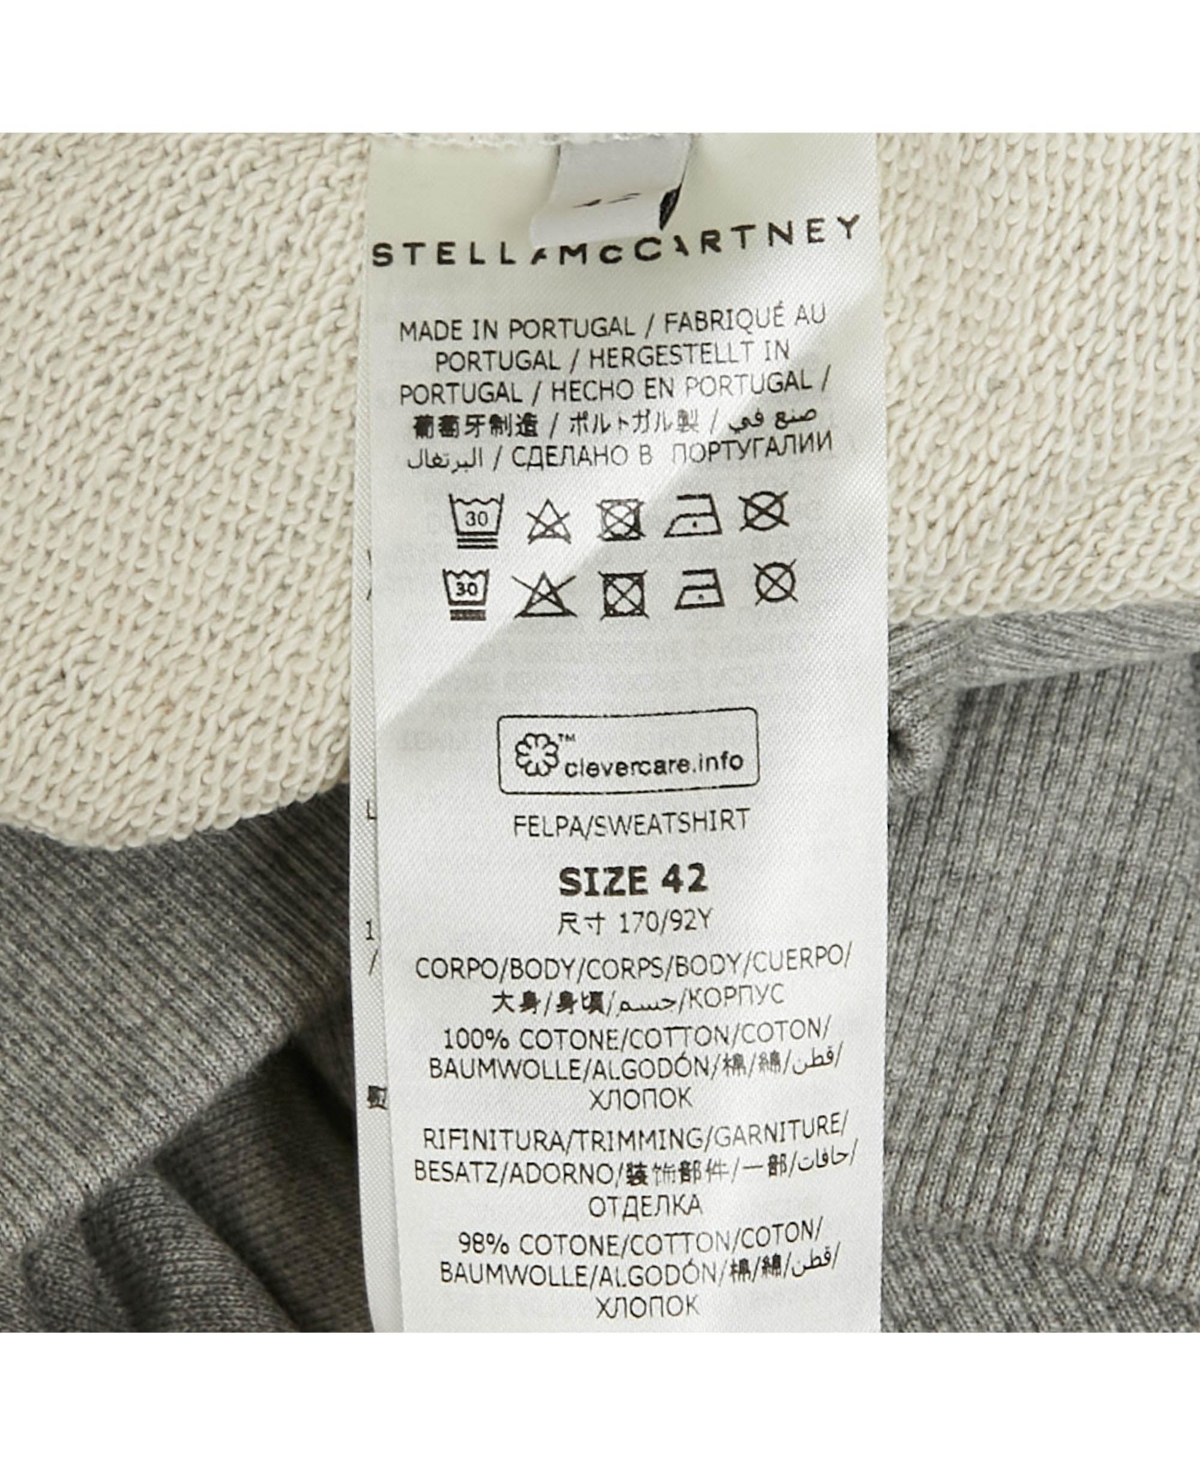 STELLAMcCARTNEY
MADE IN PORTUGAL / FABRIQUÉ AU
PORTUGAL / HERGESTELLT IN
PORTUGAL / HECHO EN PORTUGAL /
葡萄牙制造 / ポルトガル製 / صنع في
البرتغال / СДЕЛАНО В ПОРТУГАЛИИ
30
30
™
clevercare.info
FELPA/SWEATSHIRT
SIZE 42
尺寸 170/92Y
CORPO/BODY/CORPS/BODY/CUERPO/
大身/身頃/جسم/КОРПУС
100% COTONE/COTTON/COTON/
BAUMWOLLE/ALGODÓN/棉/綿/قطن/
ХЛОПОК
RIFINITURA/TRIMMING/GARNITURE/
BESATZ/ADORNO/装饰部件/一部/حافات/
ОТДЕЛКА
98% COTONE/COTTON/COTON/
BAUMWOLLE/ALGODÓN/棉/綿/قطن/
ХЛОПОК